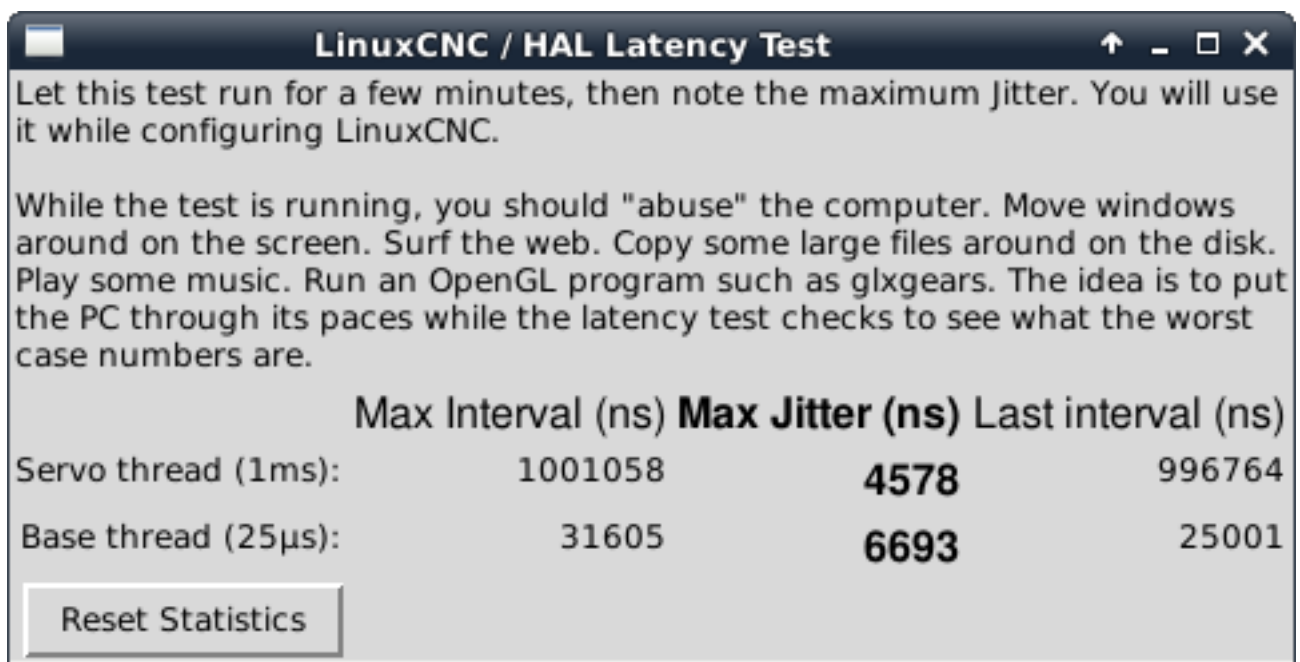 LinuxCNC / HAL Latency Test
Let this test run for a few minutes, then note the maximum Jitter. You will use
it while configuring LinuxCNC.
While the test is running, you should "abuse" the computer. Move windows
around on the screen. Surf the web. Copy some large files around on the disk.
Play some music. Run an OpenGL program such as glxgears. The idea is to put
the PC through its paces while the latency test checks to see what the worst
case numbers are.
Max Interval (ns) Max Jitter (ns) Last interval (ns)
Servo thread (1ms): 1001058 4578 996764
Base thread (25µs): 31605 6693 25001
Reset Statistics